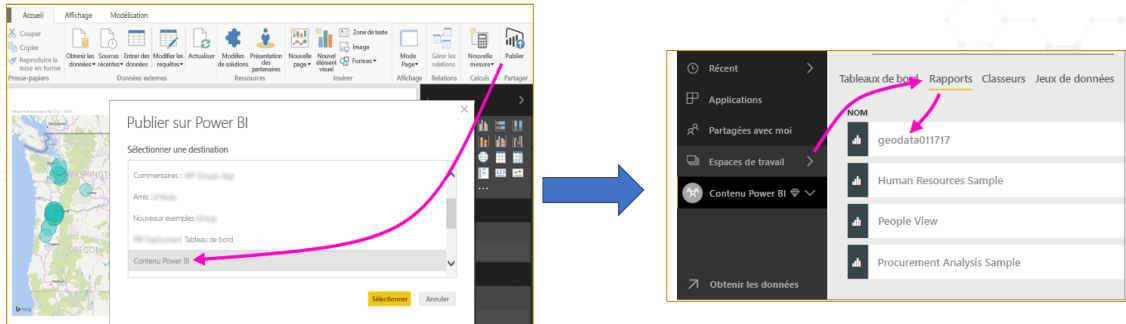 Accueil Affichage Modélisation
Couper
Copier
Reproduire la
mise en forme
Presse-papiers
Obtenir les données
Sources récentes
Entrer des données
Modifier les requêtes
Actualiser
Données externes
Modèles de solutions
Présentation des partenaires
Ressources
Nouvelle page
Nouvel élément visuel
Zone de texte
Image
Formes
Insérer
Mode Page
Affichage
Gérer les relations
Relations
Nouvelle mesure
Calculs
Publier
Partager
Publier sur Power BI
Sélectionner une destination
Commentaires :
Amis :
Nouveaux exemples
Tableau de bord
Contenu Power BI
Sélectionner Annuler
WASHINGT
OREGON
bing
Récent
Applications
Partagées avec moi
Espaces de travail
Contenu Power BI
Obtenir les données
Tableaux de bord Rapports Classeurs Jeux de données
NOM
geodata011717
Human Resources Sample
People View
Procurement Analysis Sample